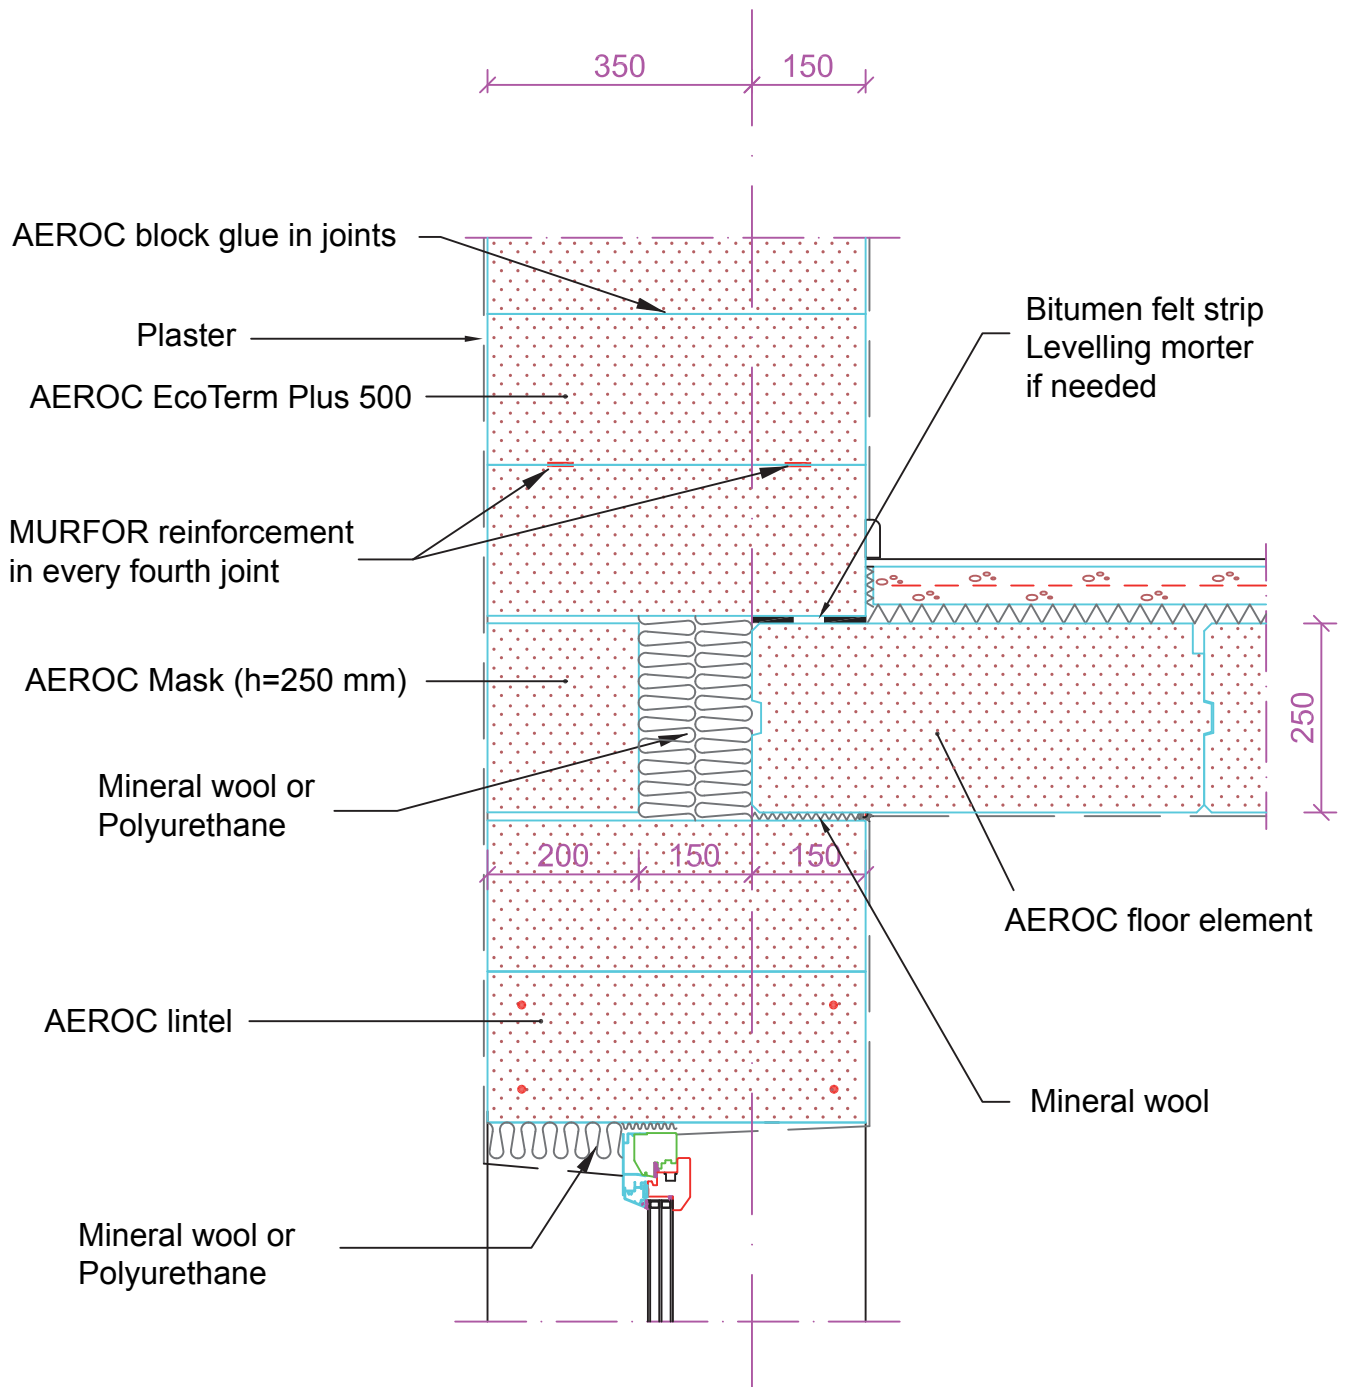 350
150
AEROC block glue in joints
Plaster
AEROC EcoTerm Plus 500
Bitumen felt strip
Levelling morter
if needed
MURFOR reinforcement
in every fourth joint
AEROC Mask (h=250 mm)
250
Mineral wool or
Polyurethane
200
150
150
AEROC floor element
AEROC lintel
Mineral wool
Mineral wool or
Polyurethane